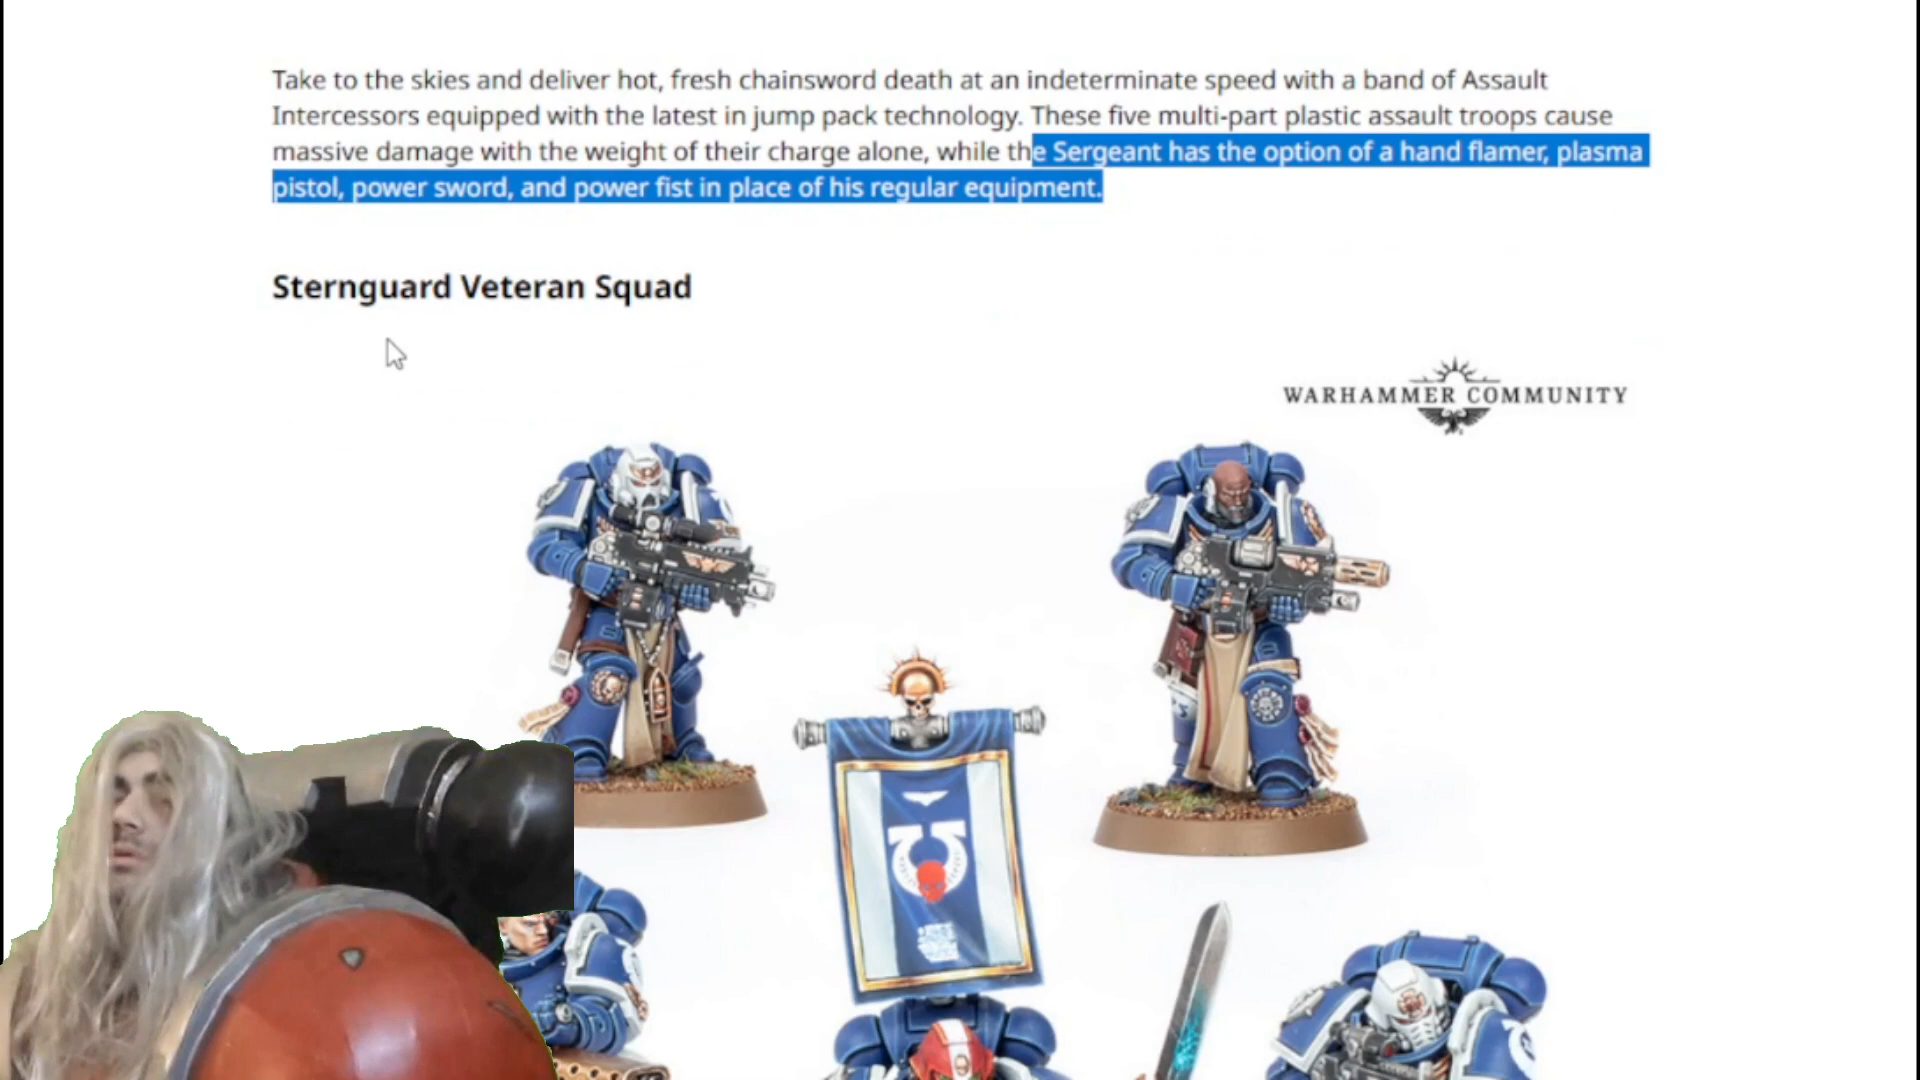 Take to the skies and deliver hot, fresh chainsword death at an indeterminate speed with a band of Assault
Intercessors equipped with the latest in jump pack technology. These five multi-part plastic assault troops cause
massive damage with the weight of their charge alone, while the Sergeant has the option of a hand flamer, plasma
pistol, power sword, and power fist in place of his regular equipment.
Sternguard Veteran Squad
WARHAMMER COMMUNITY